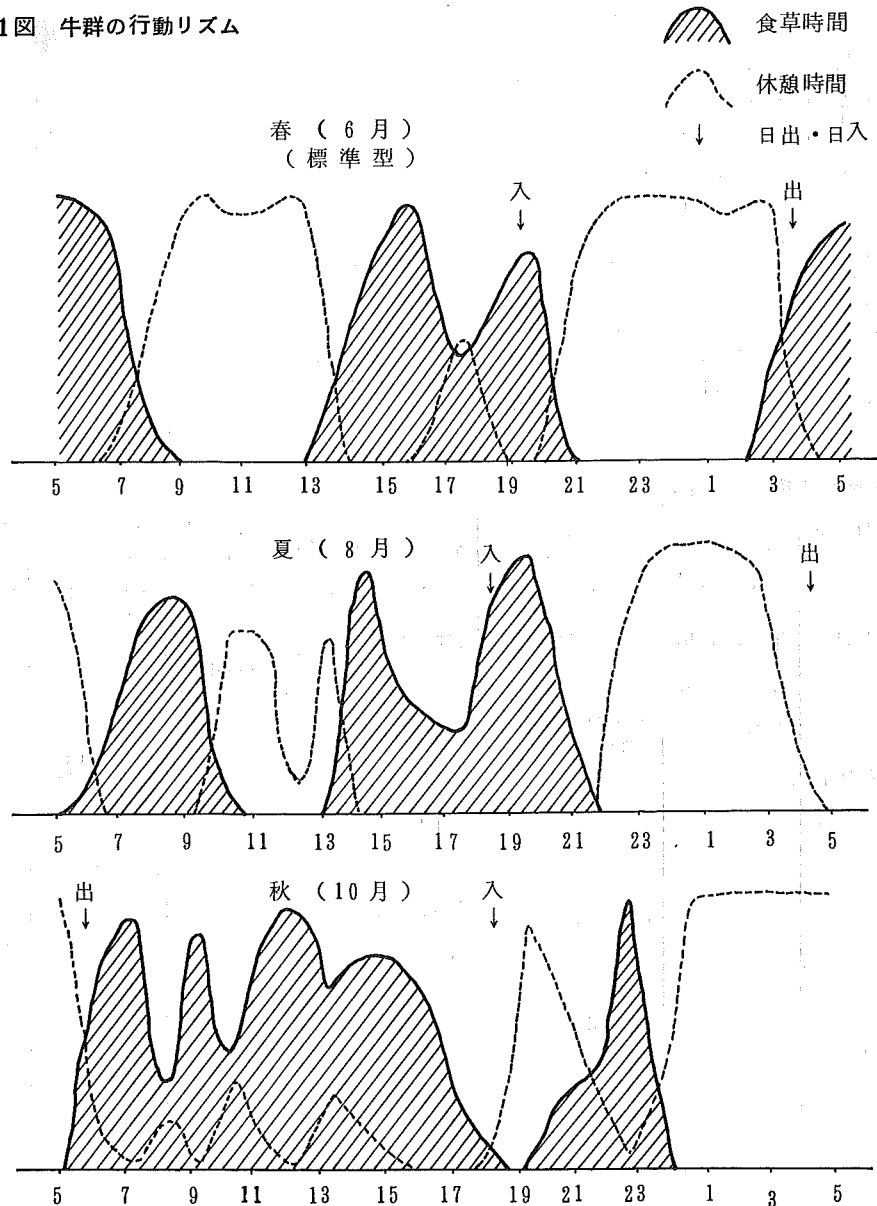 1図 牛群の行動リズム
食草時間
休憩時間
↓ 日出・日入
春 ( 6 月 )
( 標 準 型 )
入
出
↓
↓
5 7 9 11 13 15 17 19 21 23 1 3 5
夏 ( 8 月 )
入
出
↓
↓
5 7 9 11 13 15 17 19 21 23 1 3 5
出
秋 (10 月 )
入
↓
↓
5 7 9 11 13 15 17 19 21 23 1 3 5